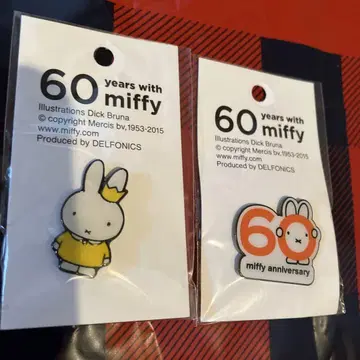 60 years with
miffy
Illustrations Dick Bruna
© copyright Mercis bv,1953-2015
www.miffy.com
Produced by DELFONICS
60 years with
miffy
Illustrations Dick Bruna
© copyright Mercis bv,1953-2015
www.miffy.com
Produced by DELFONICS
60
miffy anniversary